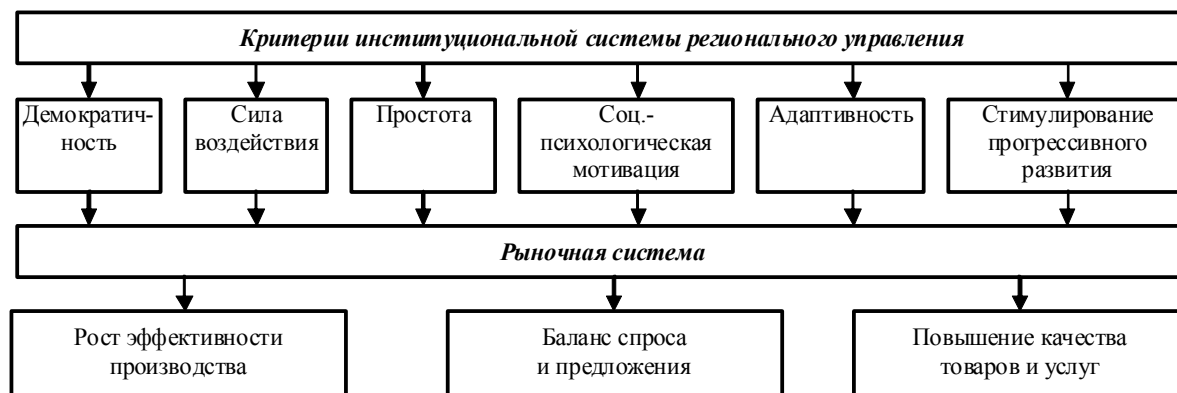 Критерии институциональной системы регионального управления
Демократич-
ность
Сила
воздействия
Простота
Соц.-
психологическая
мотивация
Адаптивность
Стимулирование
прогрессивного
развития
Рыночная система
Рост эффективности
производства
Баланс спроса
и предложения
Повышение качества
товаров и услуг